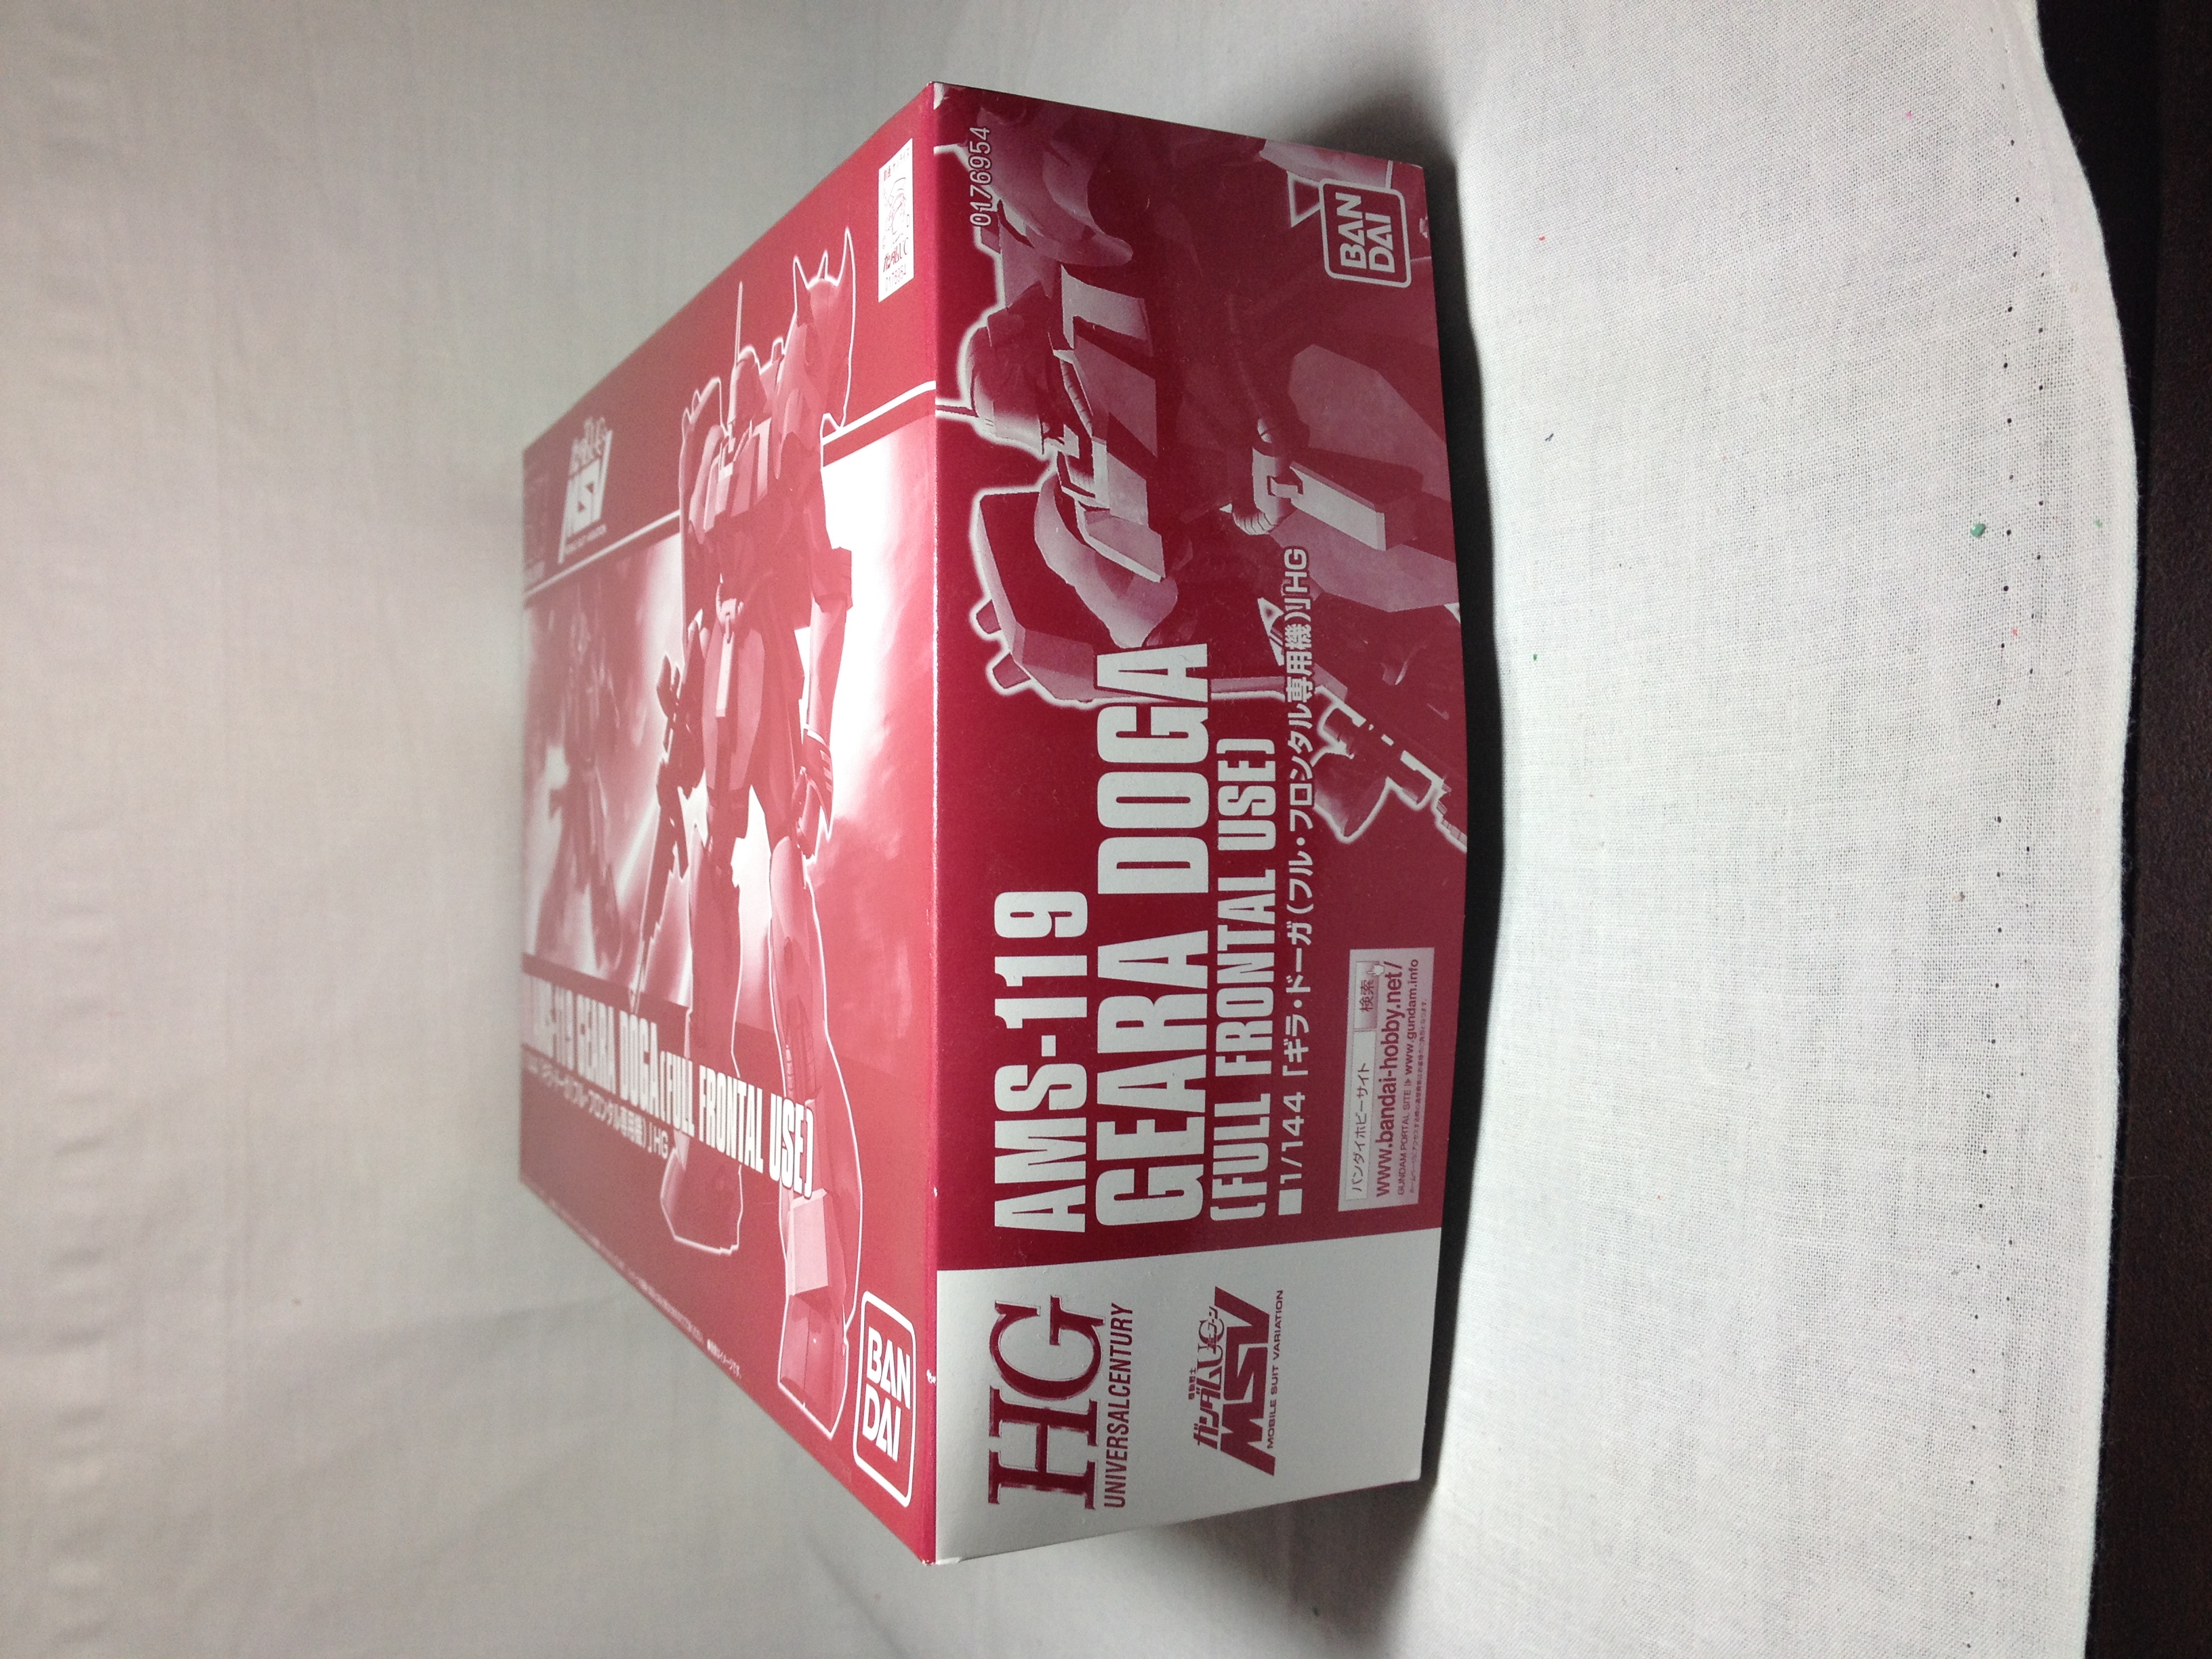 GEARA DOGA(FULL FRONTAL USE)
MSV
BAN
DAI
HG
UNIVERSALCENTURY
機動戦士
ガンダムUC
MSV
MOBILE SUIT VARIATION
0176954
AMS-119
GEARA DOGA
(FULL FRONTAL USE)
■1/144「ギラ・ドーガ(フル・フロンタル専用機)」HG
バンダイホビーサイト 検索
www.bandai-hobby.net/
GUNDAM PORTAL SITE www.gundam.info
BAN
DAI